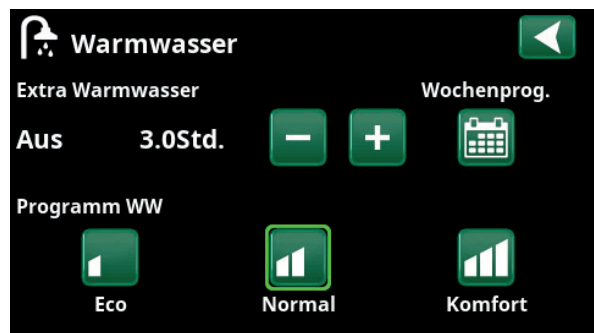 Warmwasser
Extra Warmwasser Wochenprog.
Aus 3.0Std. − +
Programm WW
Eco Normal Komfort